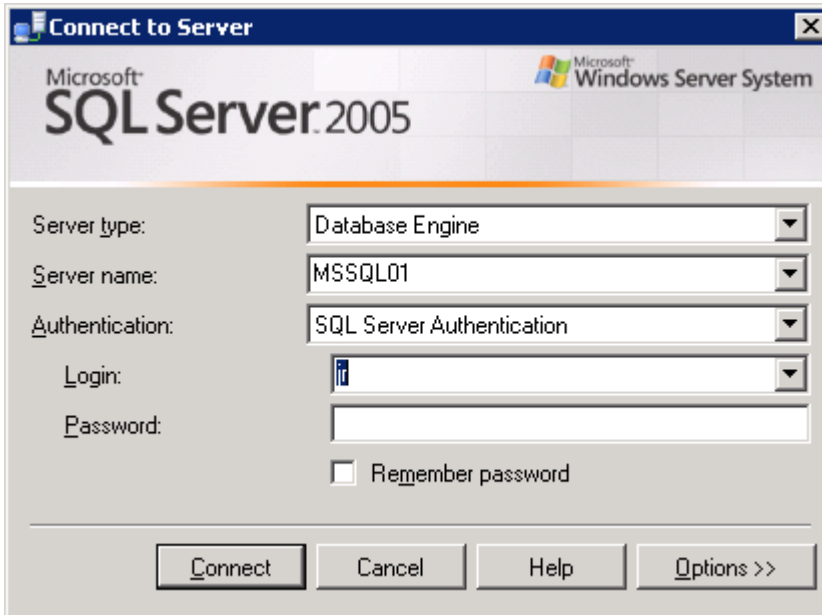 Connect to Server
Microsoft
SQL Server 2005
Microsoft
Windows Server System
Server type: Database Engine
Server name: MSSQL01
Authentication: SQL Server Authentication
Login: jr
Password:
Remember password
Connect Cancel Help Options >>